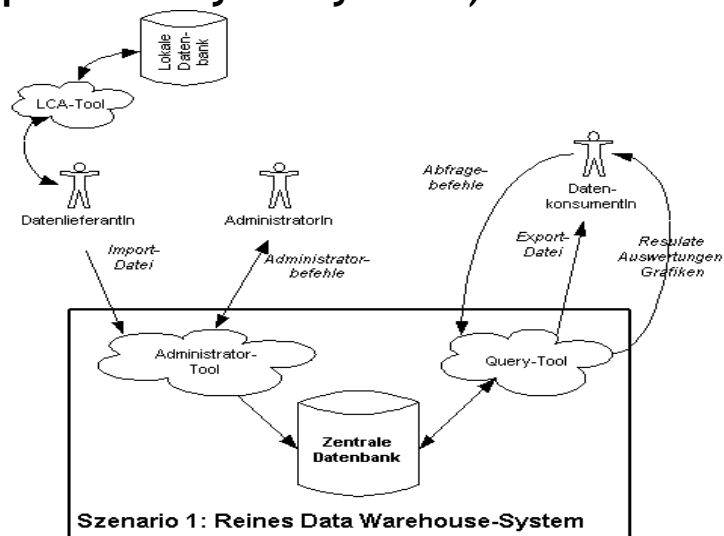 Lokale
Daten-
bank
LCA-Tool
DatenlieferantIn
AdministratorIn
Abfrage-
befehle
Daten-
konsumentIn
Import-
Datei
Administrator-
befehle
Export-
Datei
Resulate
Auswertungen
Grafiken
Administrator-
Tool
Query-Tool
Zentrale
Datenbank
Szenario 1: Reines Data Warehouse-System